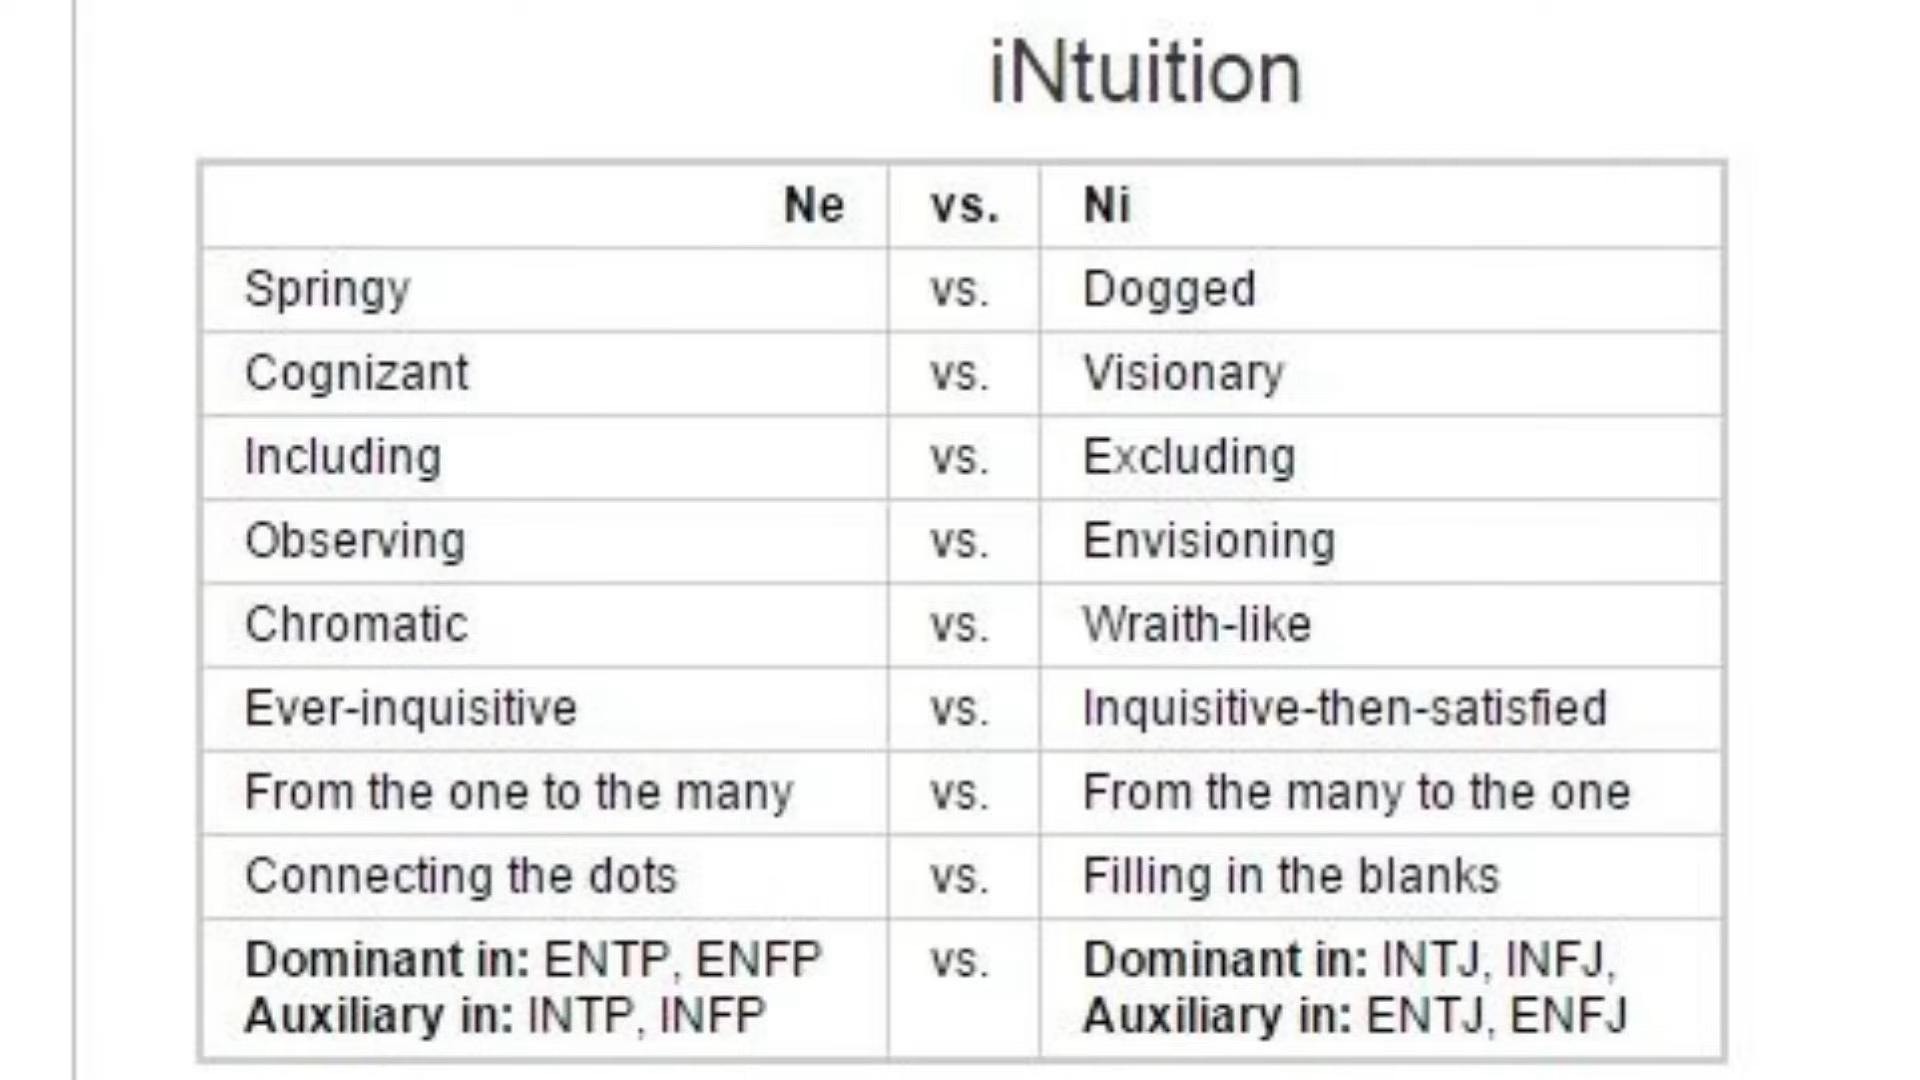 iNtuition
Ne vs. Ni
Springy vs. Dogged
Cognizant vs. Visionary
Including vs. Excluding
Observing vs. Envisioning
Chromatic vs. Wraith-like
Ever-inquisitive vs. Inquisitive-then-satisfied
From the one to the many vs. From the many to the one
Connecting the dots vs. Filling in the blanks
Dominant in: ENTP, ENFP vs. Dominant in: INTJ, INFJ,
Auxiliary in: INTP, INFP Auxiliary in: ENTJ, ENFJ